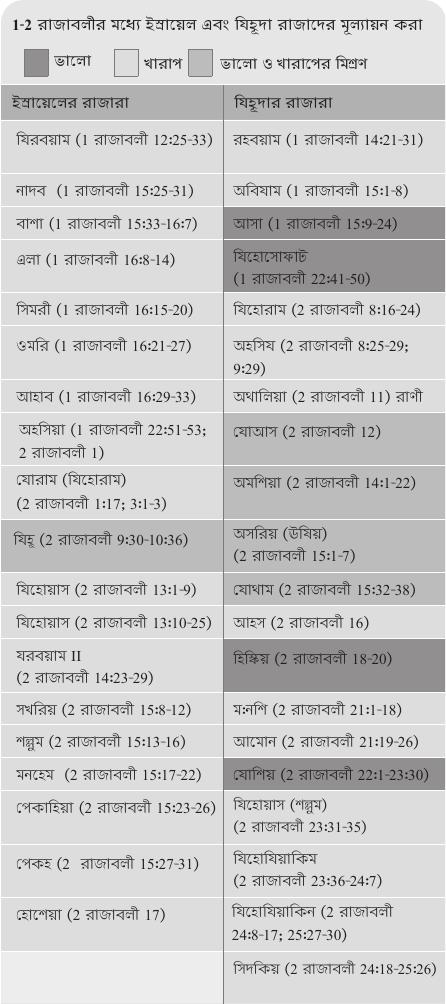 1-2 রাজাবলীর মধ্যে ইস্রায়েল এবং যিহূদা রাজাদের মূল্যায়ন করা
ভালো খারাপ ভালো ও খারাপের মিশ্রণ
ইস্রায়েলের রাজারা যিহূদার রাজারা
যিরবয়াম (1 রাজাবলী 12:25-33) রহবয়াম (1 রাজাবলী 14:21-31)
নাদব (1 রাজাবলী 15:25-31) অবিযাম (1 রাজাবলী 15:1-8)
বাশা (1 রাজাবলী 15:33-16:7) আসা (1 রাজাবলী 15:9-24)
এলা (1 রাজাবলী 16:8-14) যিহোসোফাট
(1 রাজাবলী 22:41-50)
সিমরী (1 রাজাবলী 16:15-20) যিহোরাম (2 রাজাবলী 8:16-24)
ওমরি (1 রাজাবলী 16:21-27) অহসিয (2 রাজাবলী 8:25-29;
9:29)
আহাব (1 রাজাবলী 16:29-33) অথালিয়া (2 রাজাবলী 11) রাণী
অহসিয়া (1 রাজাবলী 22:51-53; যোআস (2 রাজাবলী 12)
2 রাজাবলী 1)
যোরাম (যিহোরাম) অমশিয়া (2 রাজাবলী 14:1-22)
(2 রাজাবলী 1:17; 3:1-3)
যিহূ (2 রাজাবলী 9:30-10:36) অসরিয় (উষিয়)
(2 রাজাবলী 15:1-7)
যিহোয়াস (2 রাজাবলী 13:1-9) যোথাম (2 রাজাবলী 15:32-38)
যিহোয়াস (2 রাজাবলী 13:10-25) আহস (2 রাজাবলী 16)
যরবয়াম II হিস্কিয় (2 রাজাবলী 18-20)
(2 রাজাবলী 14:23-29)
সখরিয় (2 রাজাবলী 15:8-12) ম:নশি (2 রাজাবলী 21:1-18)
শল্লুম (2 রাজাবলী 15:13-16) আমোন (2 রাজাবলী 21:19-26)
মনহেম (2 রাজাবলী 15:17-22) যোশিয় (2 রাজাবলী 22:1-23:30)
পেকাহিয়া (2 রাজাবলী 15:23-26) যিহোয়াস (শল্লুম)
(2 রাজাবলী 23:31-35)
পেকহ (2 রাজাবলী 15:27-31) যিহোযিয়াকিম
(2 রাজাবলী 23:36-24:7)
হোশেয়া (2 রাজাবলী 17) যিহোযিয়াকিন (2 রাজাবলী
24:8-17; 25:27-30)
সিদকিয় (2 রাজাবলী 24:18-25:26)